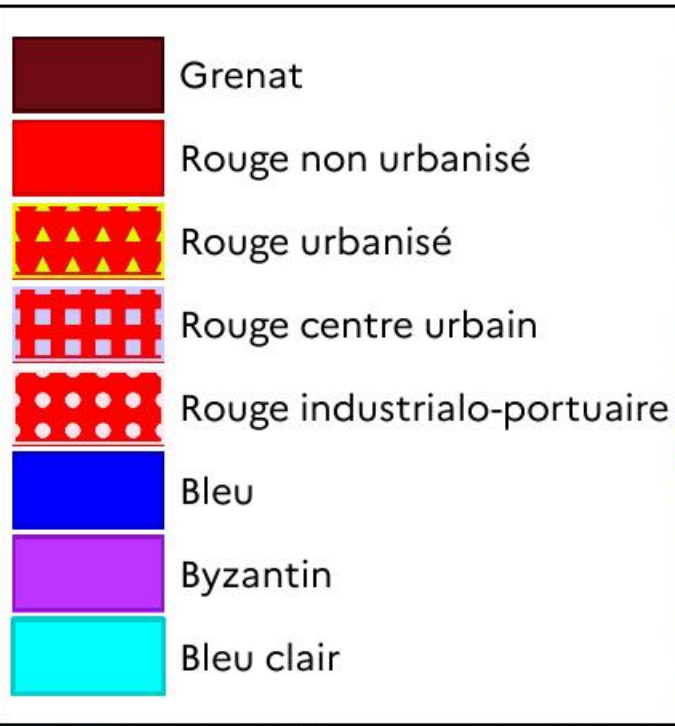 Grenat
Rouge non urbanisé
Rouge urbanisé
Rouge centre urbain
Rouge industrialo-portuaire
Bleu
Byzantin
Bleu clair